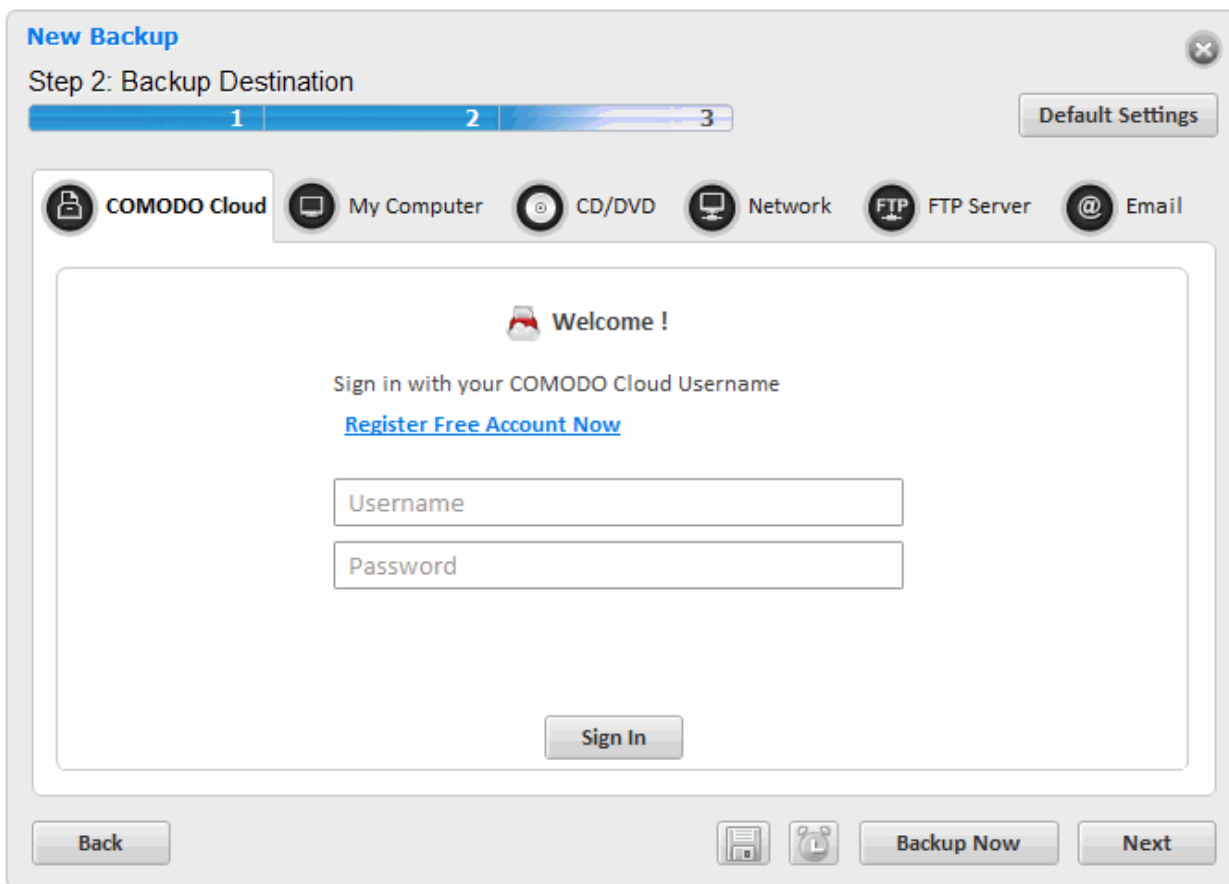 New Backup
Step 2: Backup Destination
1 2 3
Default Settings
COMODO Cloud My Computer CD/DVD Network FTP FTP Server @ Email
Welcome !
Sign in with your COMODO Cloud Username
Register Free Account Now
Username
Password
Sign In
Back Backup Now Next